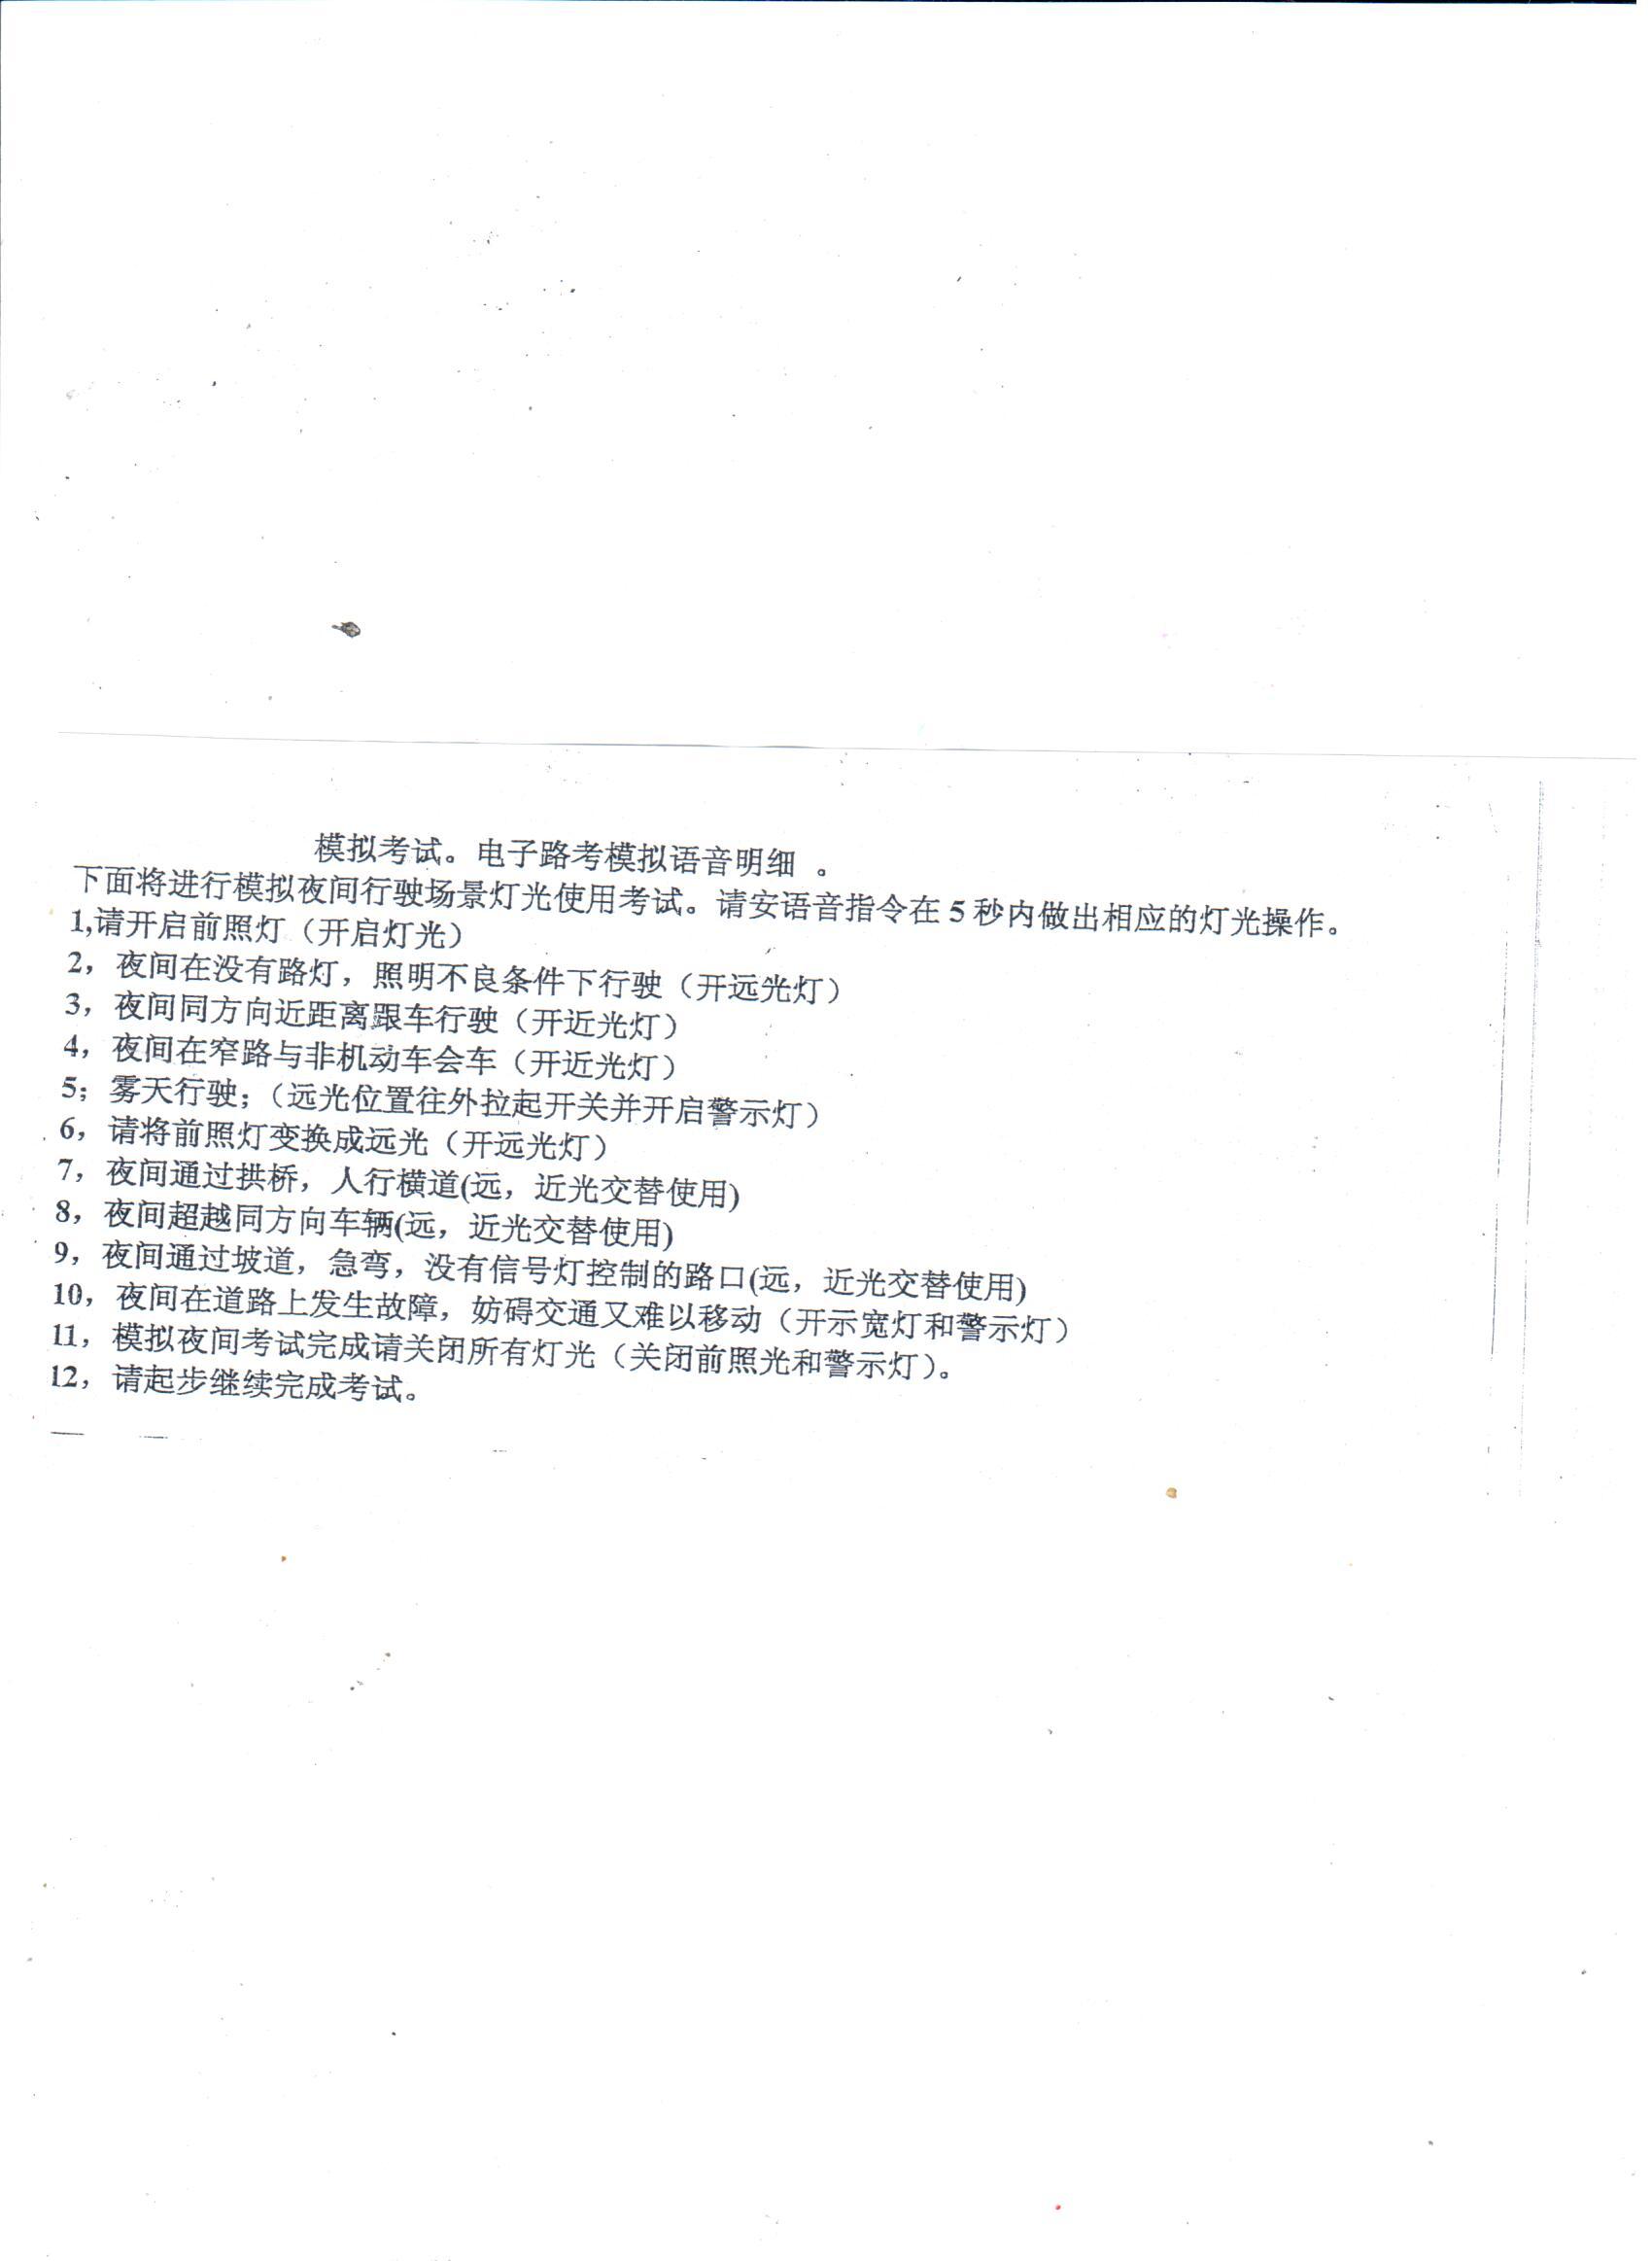 模拟考试。电子路考模拟语音明细 。
下面将进行模拟夜间行驶场景灯光使用考试。请安语音指令在 5 秒内做出相应的灯光操作。
1,请开启前照灯（开启灯光）
2，夜间在没有路灯，照明不良条件下行驶（开远光灯）
3，夜间同方向近距离跟车行驶（开近光灯）
4，夜间在窄路与非机动车会车（开近光灯）
5；雾天行驶；（远光位置往外拉起开关并开启警示灯）
6，请将前照灯变换成远光（开远光灯）
7，夜间通过拱桥，人行横道(远，近光交替使用)
8，夜间超越同方向车辆(远，近光交替使用)
9，夜间通过坡道，急弯，没有信号灯控制的路口(远，近光交替使用)
10，夜间在道路上发生故障，妨碍交通又难以移动（开示宽灯和警示灯）
11，模拟夜间考试完成请关闭所有灯光（关闭前照光和警示灯）。
12，请起步继续完成考试。